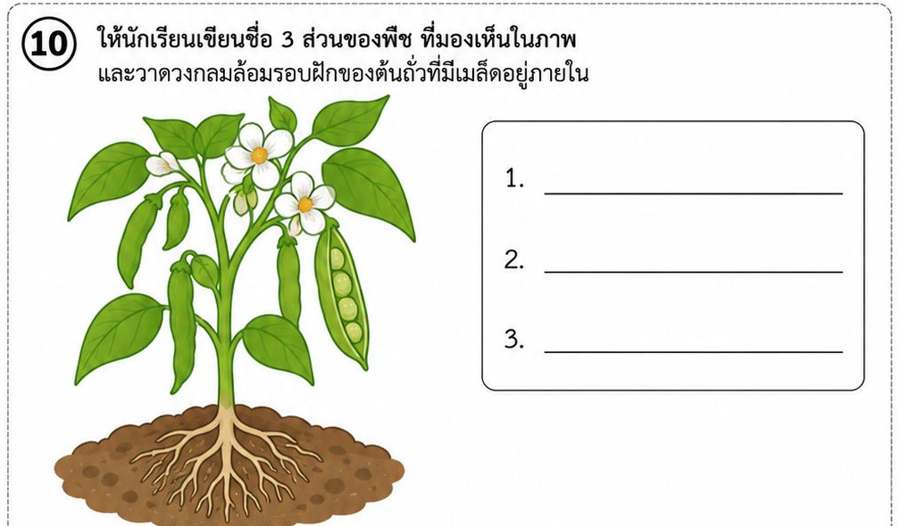 10 ให้นักเรียนเขียนชื่อ 3 ส่วนของพืช ที่มองเห็นในภาพ
และวาดวงกลมล้อมรอบฝักของต้นถั่วที่มีเมล็ดอยู่ภายใน
1.
2.
3.